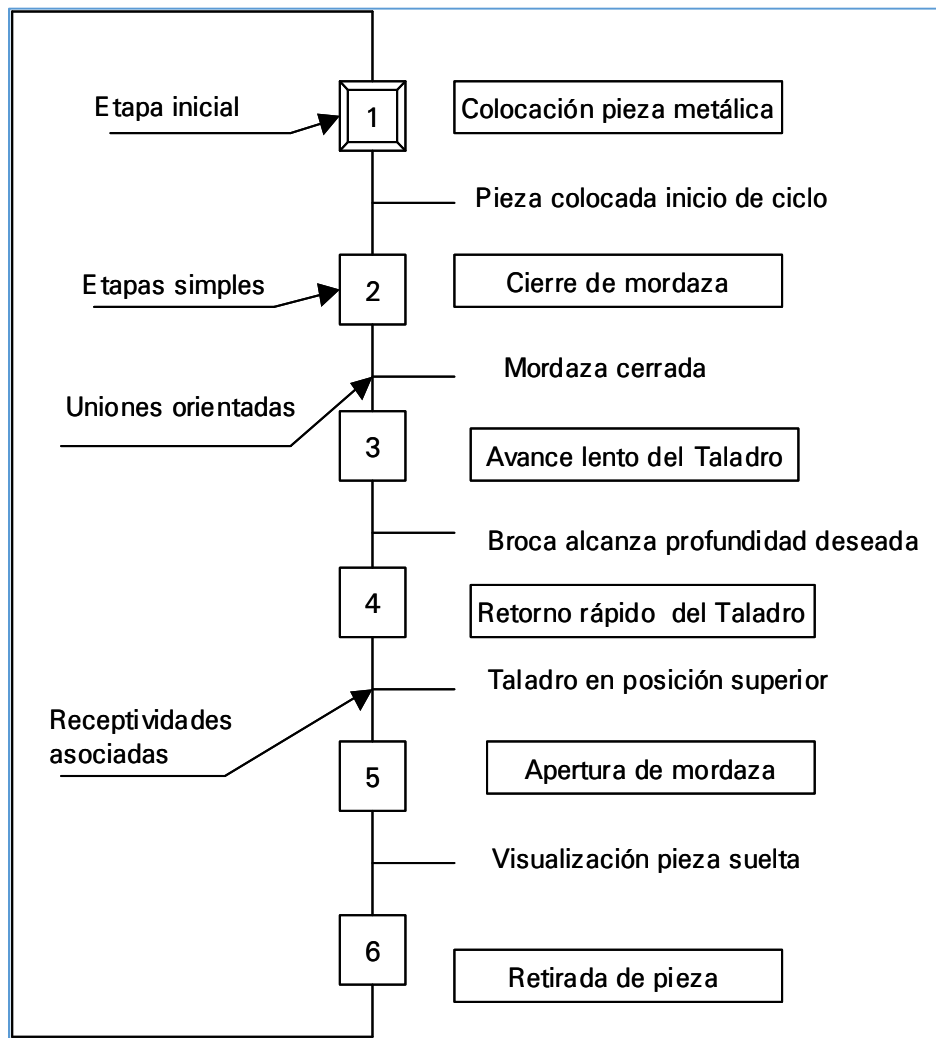 Etapa inicial
1
Colocación pieza metálica
Pieza colocada inicio de ciclo
Etapas simples
2
Cierre de mordaza
Mordaza cerrada
Uniones orientadas
3
Avance lento del Taladro
Broca alcanza profundidad deseada
4
Retorno rápido del Taladro
Taladro en posición superior
Receptividades
asociadas
5
Apertura de mordaza
Visualización pieza suelta
6
Retirada de pieza